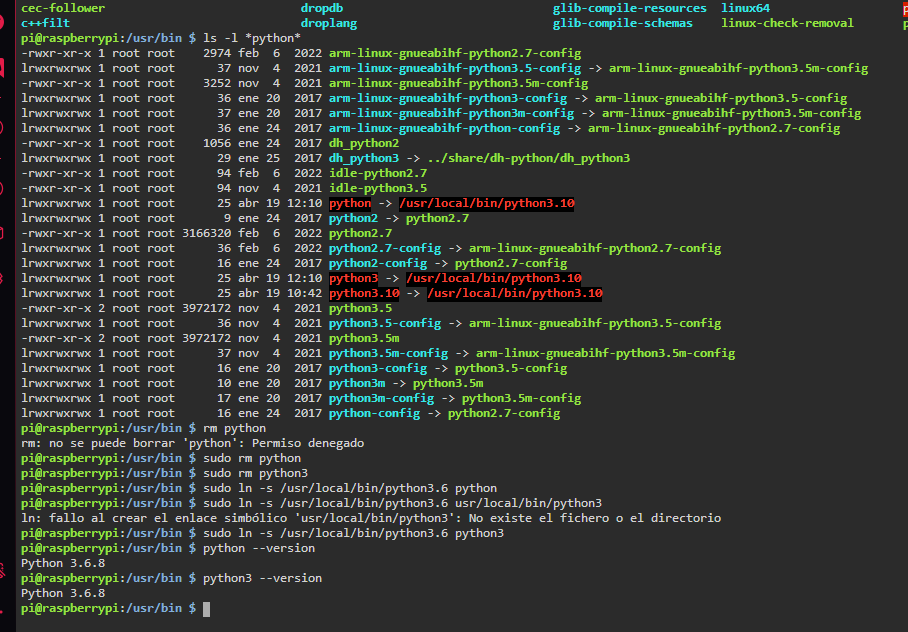 cec-follower dropdb glib-compile-resources linux64
c++filt droplang glib-compile-schemas linux-check-removal
pi@raspberrypi:/usr/bin $ ls -l *python*
-rwxr-xr-x 1 root root 2974 feb 6 2022 arm-linux-gnueabihf-python2.7-config
lrwxrwxrwx 1 root root 37 nov 4 2021 arm-linux-gnueabihf-python3.5-config -> arm-linux-gnueabihf-python3.5m-config
-rwxr-xr-x 1 root root 3252 nov 4 2021 arm-linux-gnueabihf-python3.5m-config
lrwxrwxrwx 1 root root 36 ene 20 2017 arm-linux-gnueabihf-python3-config -> arm-linux-gnueabihf-python3.5-config
lrwxrwxrwx 1 root root 37 ene 20 2017 arm-linux-gnueabihf-python3m-config -> arm-linux-gnueabihf-python3.5m-config
lrwxrwxrwx 1 root root 36 ene 24 2017 arm-linux-gnueabihf-python-config -> arm-linux-gnueabihf-python2.7-config
-rwxr-xr-x 1 root root 1056 ene 24 2017 dh_python2
lrwxrwxrwx 1 root root 29 ene 25 2017 dh_python3 -> ../share/dh-python/dh_python3
-rwxr-xr-x 1 root root 94 feb 6 2022 idle-python2.7
-rwxr-xr-x 1 root root 94 nov 4 2021 idle-python3.5
lrwxrwxrwx 1 root root 25 abr 19 12:10 python -> /usr/local/bin/python3.10
lrwxrwxrwx 1 root root 9 ene 24 2017 python2 -> python2.7
-rwxr-xr-x 1 root root 3166320 feb 6 2022 python2.7
lrwxrwxrwx 1 root root 36 feb 6 2022 python2.7-config -> arm-linux-gnueabihf-python2.7-config
lrwxrwxrwx 1 root root 16 ene 24 2017 python2-config -> python2.7-config
lrwxrwxrwx 1 root root 25 abr 19 12:10 python3 -> /usr/local/bin/python3.10
lrwxrwxrwx 1 root root 25 abr 19 10:42 python3.10 -> /usr/local/bin/python3.10
-rwxr-xr-x 2 root root 3972172 nov 4 2021 python3.5
lrwxrwxrwx 1 root root 36 nov 4 2021 python3.5-config -> arm-linux-gnueabihf-python3.5-config
-rwxr-xr-x 2 root root 3972172 nov 4 2021 python3.5m
lrwxrwxrwx 1 root root 37 nov 4 2021 python3.5m-config -> arm-linux-gnueabihf-python3.5m-config
lrwxrwxrwx 1 root root 16 ene 20 2017 python3-config -> python3.5-config
lrwxrwxrwx 1 root root 10 ene 20 2017 python3m -> python3.5m
lrwxrwxrwx 1 root root 17 ene 20 2017 python3m-config -> python3.5m-config
lrwxrwxrwx 1 root root 16 ene 24 2017 python-config -> python2.7-config
pi@raspberrypi:/usr/bin $ rm python
rm: no se puede borrar 'python': Permiso denegado
pi@raspberrypi:/usr/bin $ sudo rm python
pi@raspberrypi:/usr/bin $ sudo rm python3
pi@raspberrypi:/usr/bin $ sudo ln -s /usr/local/bin/python3.6 python
pi@raspberrypi:/usr/bin $ sudo ln -s /usr/local/bin/python3.6 usr/local/bin/python3
ln: fallo al crear el enlace simbólico 'usr/local/bin/python3': No existe el fichero o el directorio
pi@raspberrypi:/usr/bin $ sudo ln -s /usr/local/bin/python3.6 python3
pi@raspberrypi:/usr/bin $ python --version
Python 3.6.8
pi@raspberrypi:/usr/bin $ python3 --version
Python 3.6.8
pi@raspberrypi:/usr/bin $